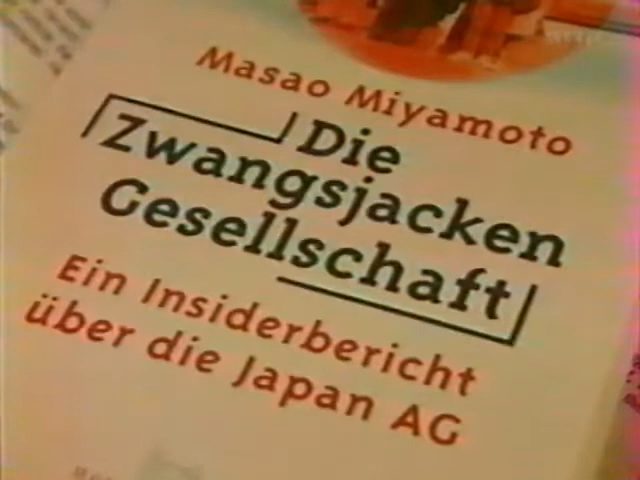 Masao Miyamoto
Die
Zwangsjacken
Gesellschaft
Ein Insiderbericht
über die Japan AG